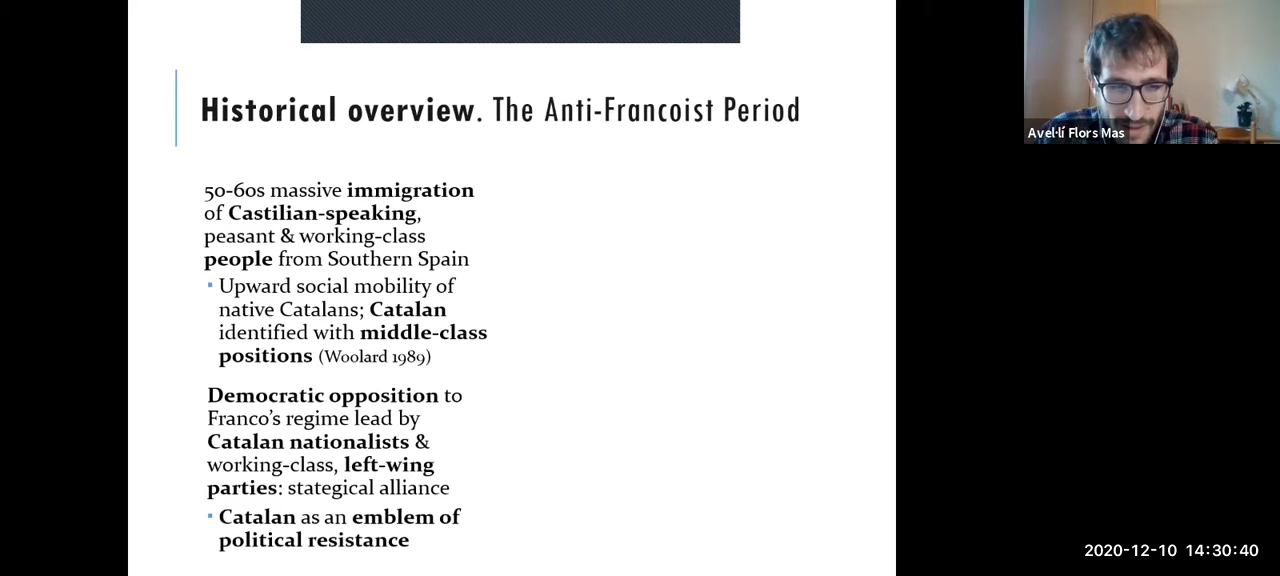 Historical overview. The Anti-Francoist Period
50-60s massive immigration
of Castilian-speaking,
peasant & working-class
people from Southern Spain
▪ Upward social mobility of
native Catalans; Catalan
identified with middle-class
positions (Woolard 1989)
Democratic opposition to
Franco's regime lead by
Catalan nationalists &
working-class, left-wing
parties: stategical alliance
▪ Catalan as an emblem of
political resistance
Avel·lí Flors Mas
2020-12-10 14:30:40